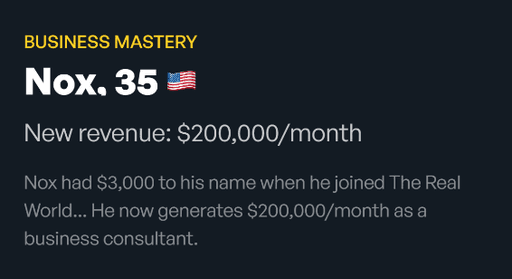 BUSINESS MASTERY
Nox, 35 🇺🇸
New revenue: $200,000/month
Nox had $3,000 to his name when he joined The Real
World... He now generates $200,000/month as a
business consultant.